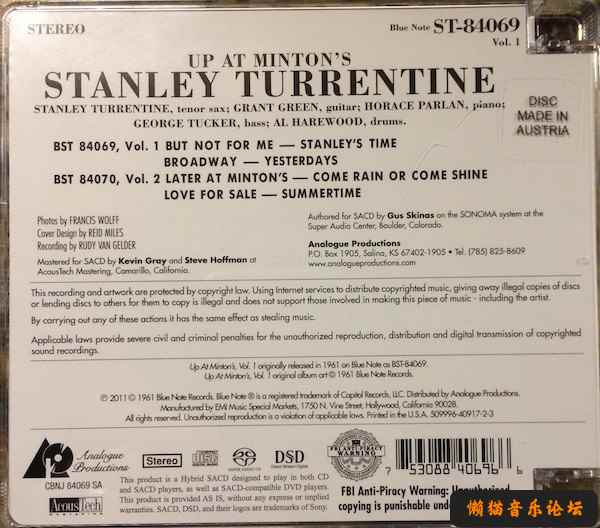 STEREO
Blue Note ST-84069
Vol. 1
UP AT MINTON'S
STANLEY TURRENTINE
STANLEY TURRENTINE, tenor sax; GRANT GREEN, guitar; HORACE PARLAN, piano;
GEORGE TUCKER, bass; AL HAREWOOD, drums.
DISC
MADE IN
AUSTRIA
BST 84069, Vol. 1 BUT NOT FOR ME — STANLEY'S TIME
BROADWAY — YESTERDAYS
BST 84070, Vol. 2 LATER AT MINTON'S — COME RAIN OR COME SHINE
LOVE FOR SALE — SUMMERTIME
Photos by FRANCIS WOLFF
Cover Design by REID MILES
Recording by RUDY VAN GELDER
Mastered for SACD by Kevin Gray and Steve Hoffman at
AcousTech Mastering, Camarillo, California.
Authored for SACD by Gus Skinas on the SONOMA system at the
Super Audio Center, Boulder, Colorado.
Analogue Productions
P.O. Box 1905, Salina, KS 67402-1905 • Tel. (785) 825-8609
www.analogueproductions.com
This recording and artwork are protected by copyright law. Using Internet services to distribute copyrighted music, giving away illegal copies of discs
or lending discs to others for them to copy is illegal and does not support those involved in making this piece of music - including the artist.
By carrying out any of these actions it has the same effect as stealing music.
Applicable laws provide severe civil and criminal penalties for the unauthorized reproduction, distribution and digital transmission of copyrighted
sound recordings.
Up At Minton's, Vol. 1 originally released in 1961 on Blue Note as BST-84069.
Up At Minton's, Vol. 1 original album art © 1961 Blue Note Records.
℗ 2011 © 1961 Blue Note Records. Blue Note ® is a registered trademark of Capitol Records, LLC. Distributed by Analogue Productions.
Manufactured by EMI Music Special Markets, 1750 N. Vine Street, Hollywood, California 90028.
All rights reserved. Unauthorized reproduction is a violation of applicable laws. Printed in the U.S.A. 509996-40917-2-3
Analogue
Productions
CBNJ 84069 SA
AcousTech
Mastering
Stereo
SUPER AUDIO CD
DSD
Direct Stream Digital
FBI ANTI-PIRACY
WARNING
7 53088 40696 6
This product is a Hybrid SACD designed to play in both CD
and SACD players, as well as SACD-compatible DVD players.
This product is provided AS IS, without any express or implied
warranties. SACD, DSD, and their logos are trademarks of Sony.
FBI Anti-Piracy Warning: Unauthorized
copying is punishable under
懒猫音乐论坛